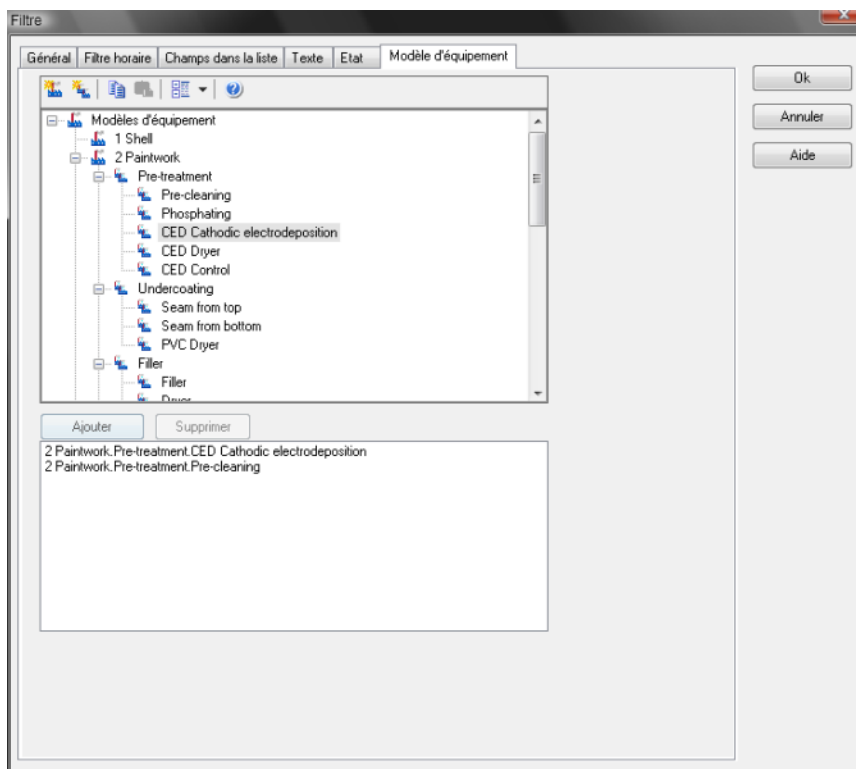 Filtre
Général Filtre horaire Champs dans la liste Texte Etat Modèle d'équipement
Ok
Annuler
Aide
Modèles d'équipement
1 Shell
2 Paintwork
Pre-treatment
Pre-cleaning
Phosphating
CED Cathodic electrodeposition
CED Dryer
CED Control
Undercoating
Seam from top
Seam from bottom
PVC Dryer
Filler
Filler
Dryer
Ajouter Supprimer
2 Paintwork.Pre-treatment.CED Cathodic electrodeposition
2 Paintwork.Pre-treatment.Pre-cleaning